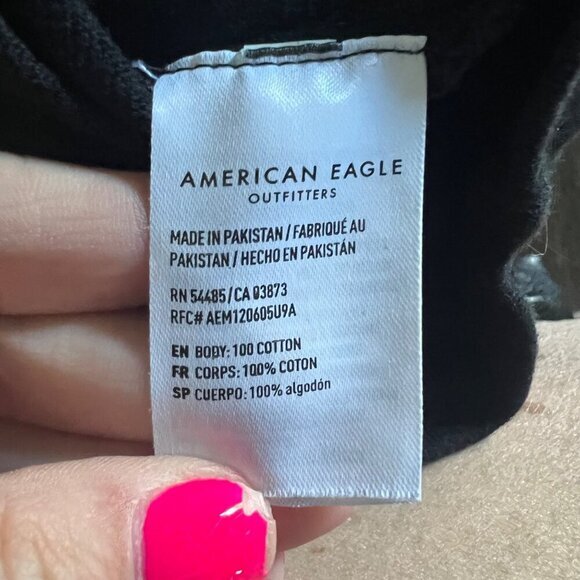 AMERICAN EAGLE
OUTFITTERS
MADE IN PAKISTAN / FABRIQUÉ AU
PAKISTAN / HECHO EN PAKISTÁN
RN 54485/CA 03873
RFC# AEM120605U9A
EN BODY: 100 COTTON
FR CORPS: 100% COTON
SP CUERPO: 100% algodón